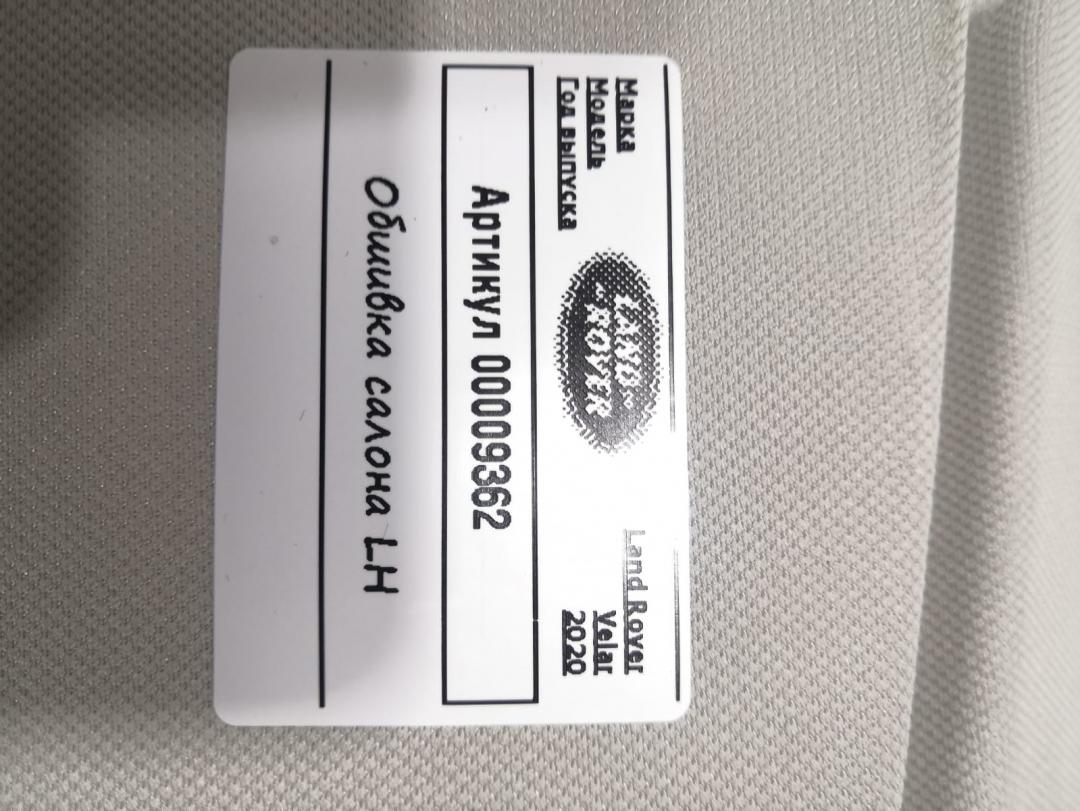 Марка Land Rover
Модель Velar
Год выпуска 2020
LAND
ROVER
Артикул 00009362
Обшивка салона LH